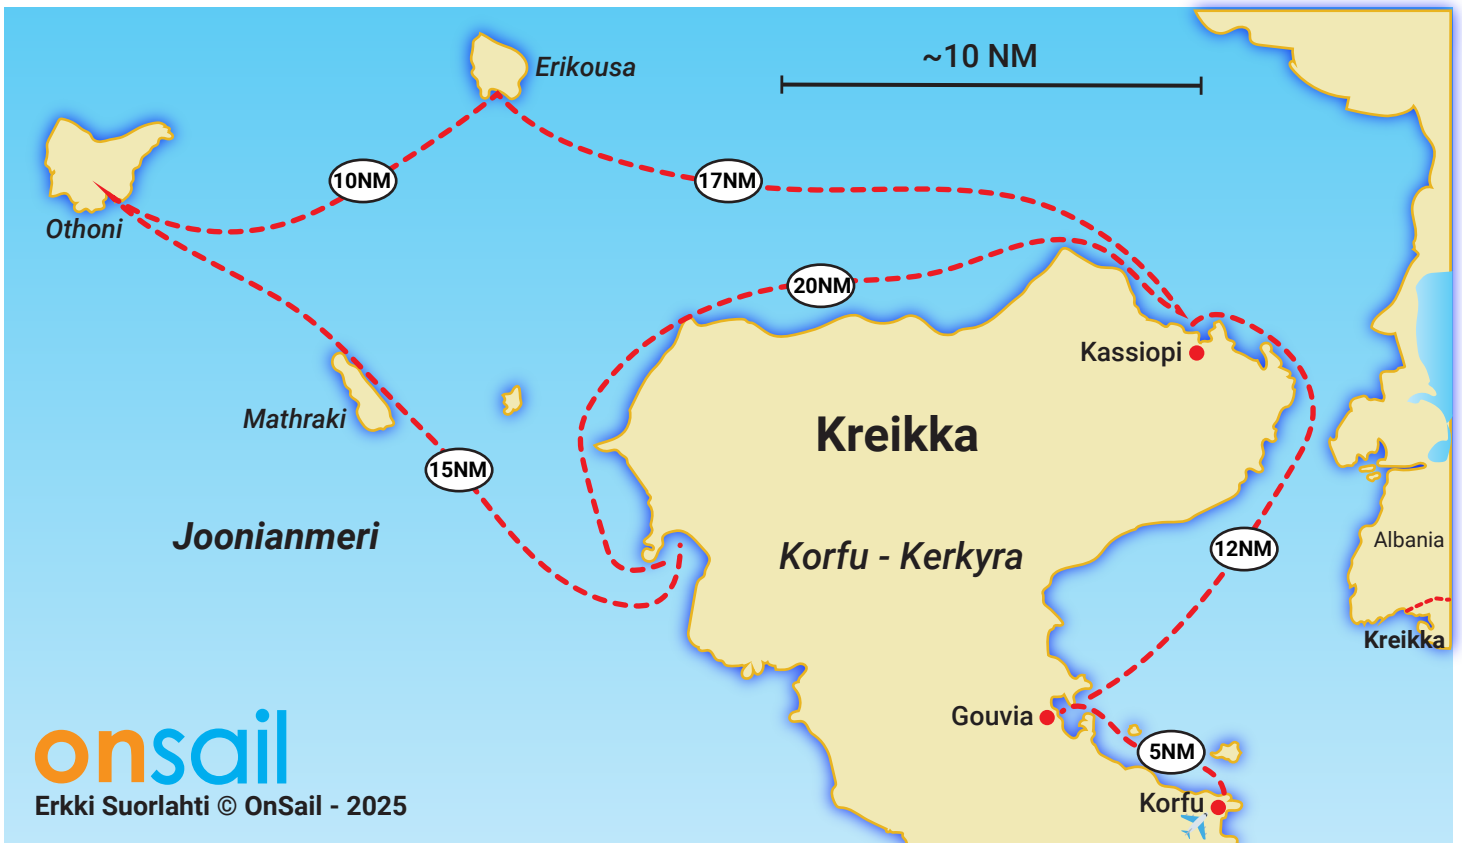 ~10 NM
Erikousa
10NM
17NM
Othoni
20NM
Kassiopi
Mathraki
Kreikka
15NM
Joonianmeri
Korfu - Kerkyra
12NM
Albania
Kreikka
Gouvia
5NM
Korfu
onsail
Erkki Suorlahti © OnSail - 2025